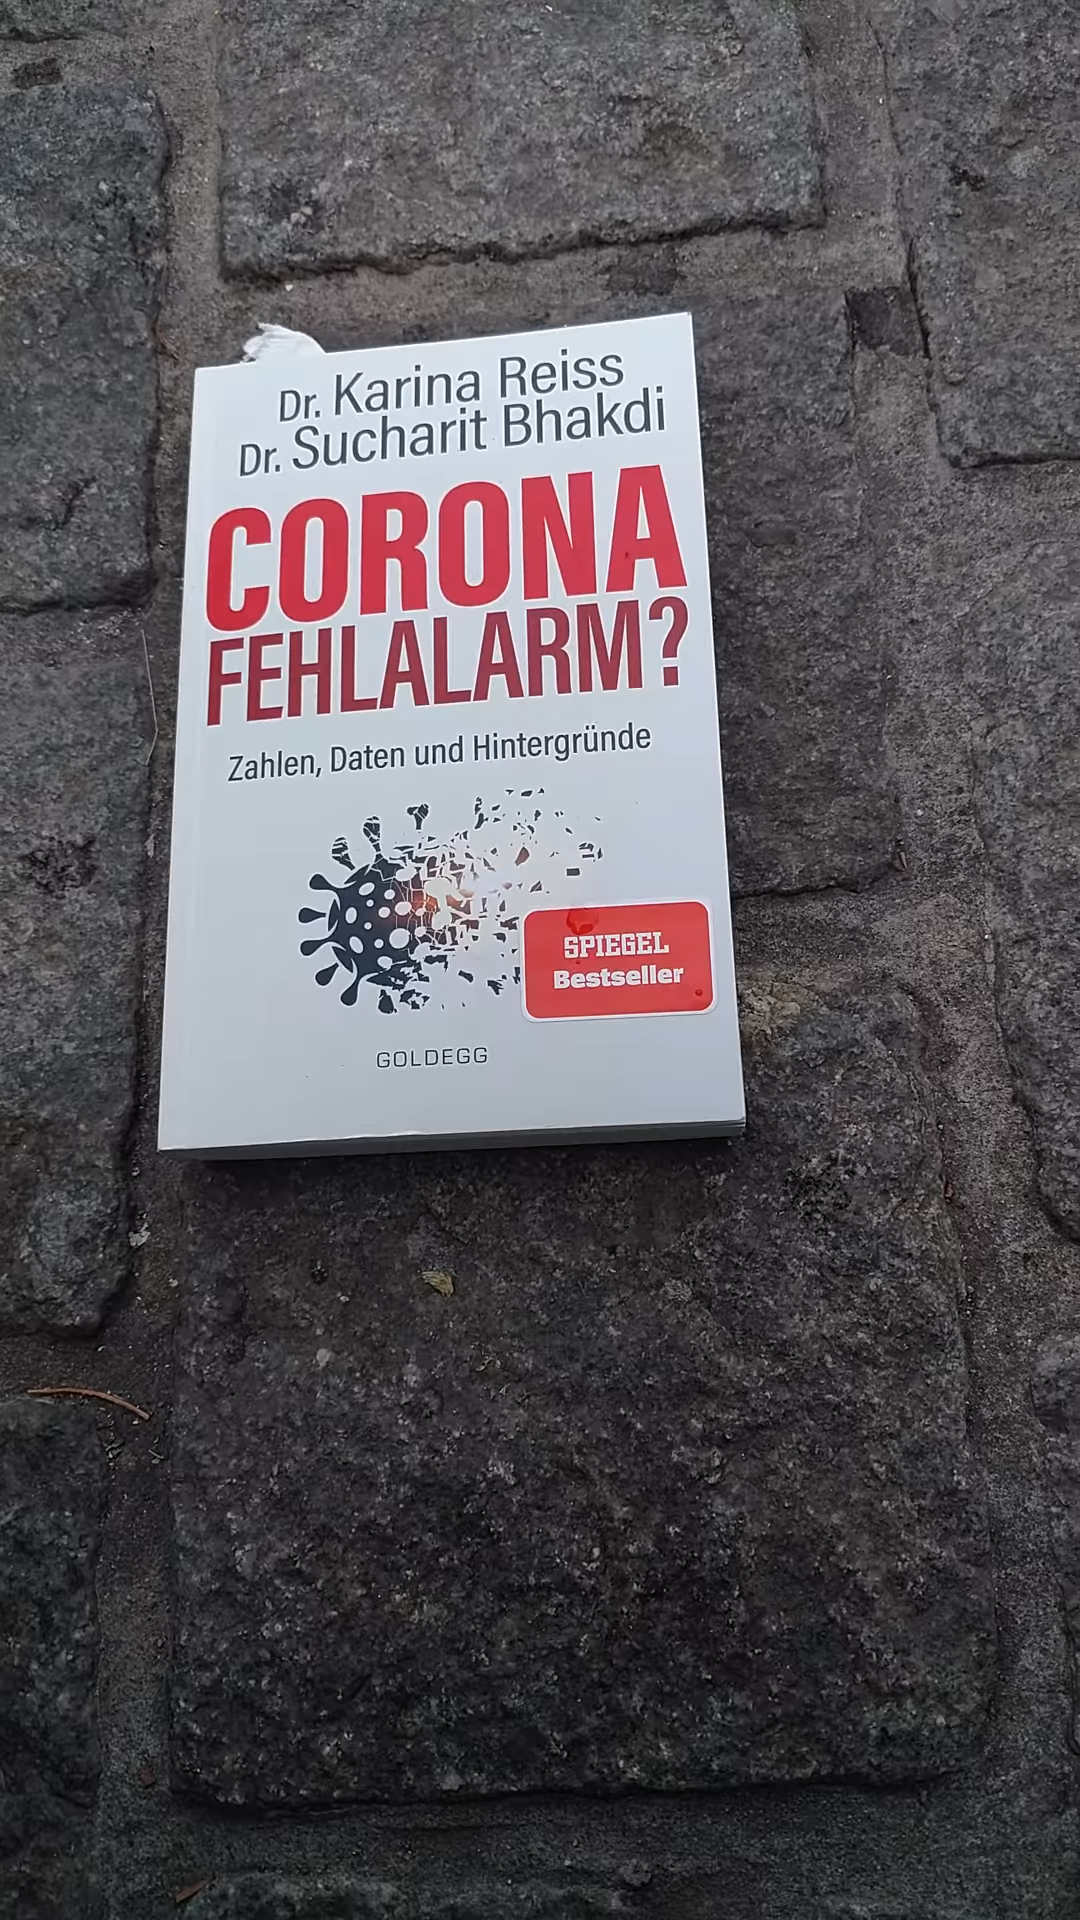 Dr. Karina Reiss
Dr. Sucharit Bhakdi
CORONA
FEHLALARM?
Zahlen, Daten und Hintergründe
SPIEGEL
Bestseller
GOLDEGG